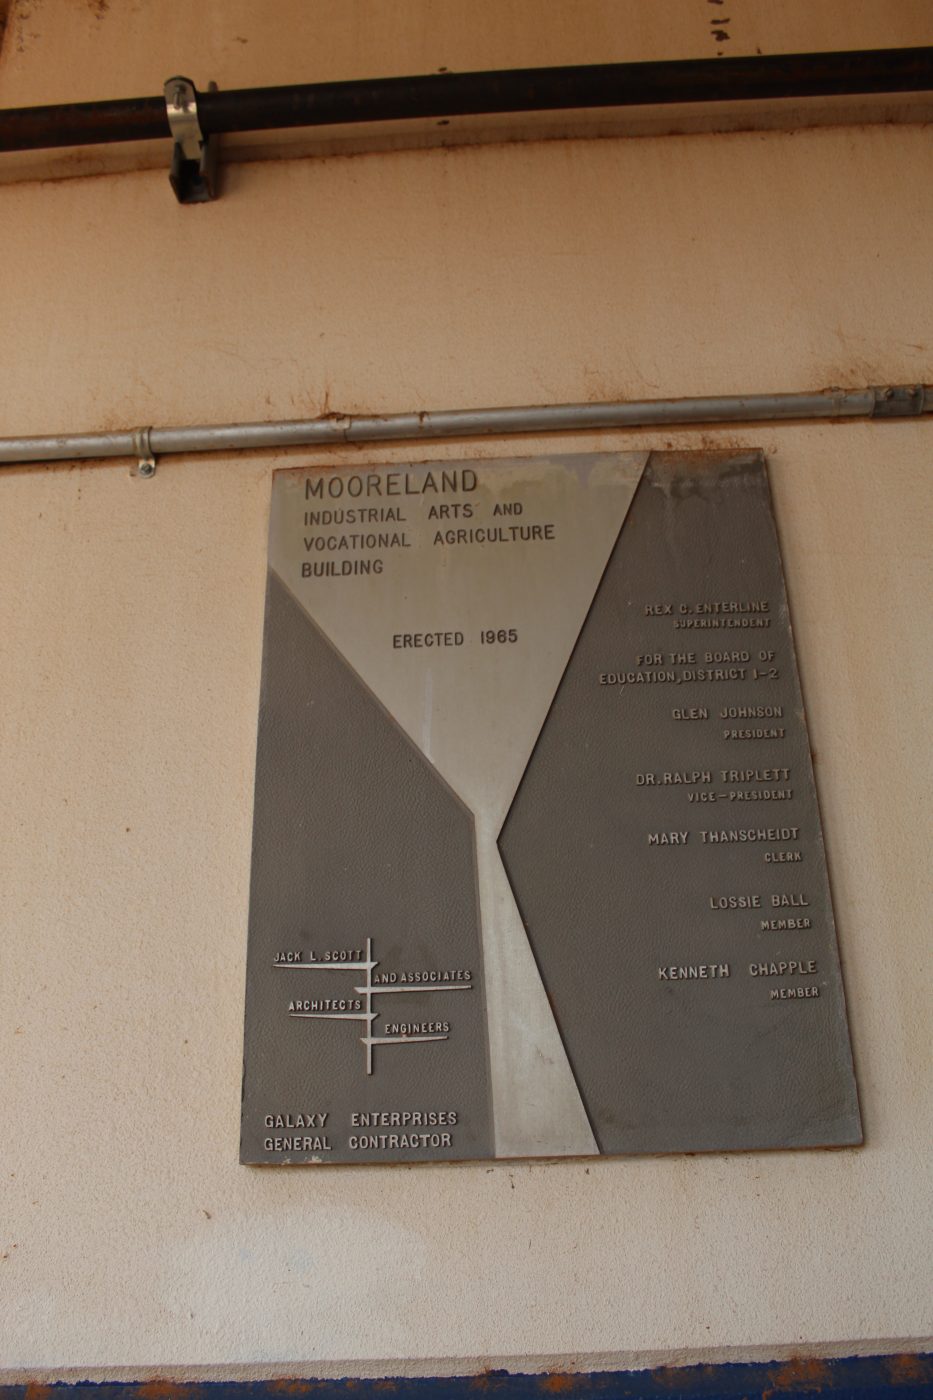 MOORELAND
INDUSTRIAL ARTS AND
VOCATIONAL AGRICULTURE
BUILDING
ERECTED 1965
REX C. ENTERLINE
SUPERINTENDENT
FOR THE BOARD OF
EDUCATION, DISTRICT I-2
GLEN JOHNSON
PRESIDENT
DR. RALPH TRIPLETT
VICE-PRESIDENT
MARY THANSCHEIDT
CLERK
LOSSIE BALL
MEMBER
KENNETH CHAPPLE
MEMBER
JACK L. SCOTT
AND ASSOCIATES
ARCHITECTS
ENGINEERS
GALAXY ENTERPRISES
GENERAL CONTRACTOR